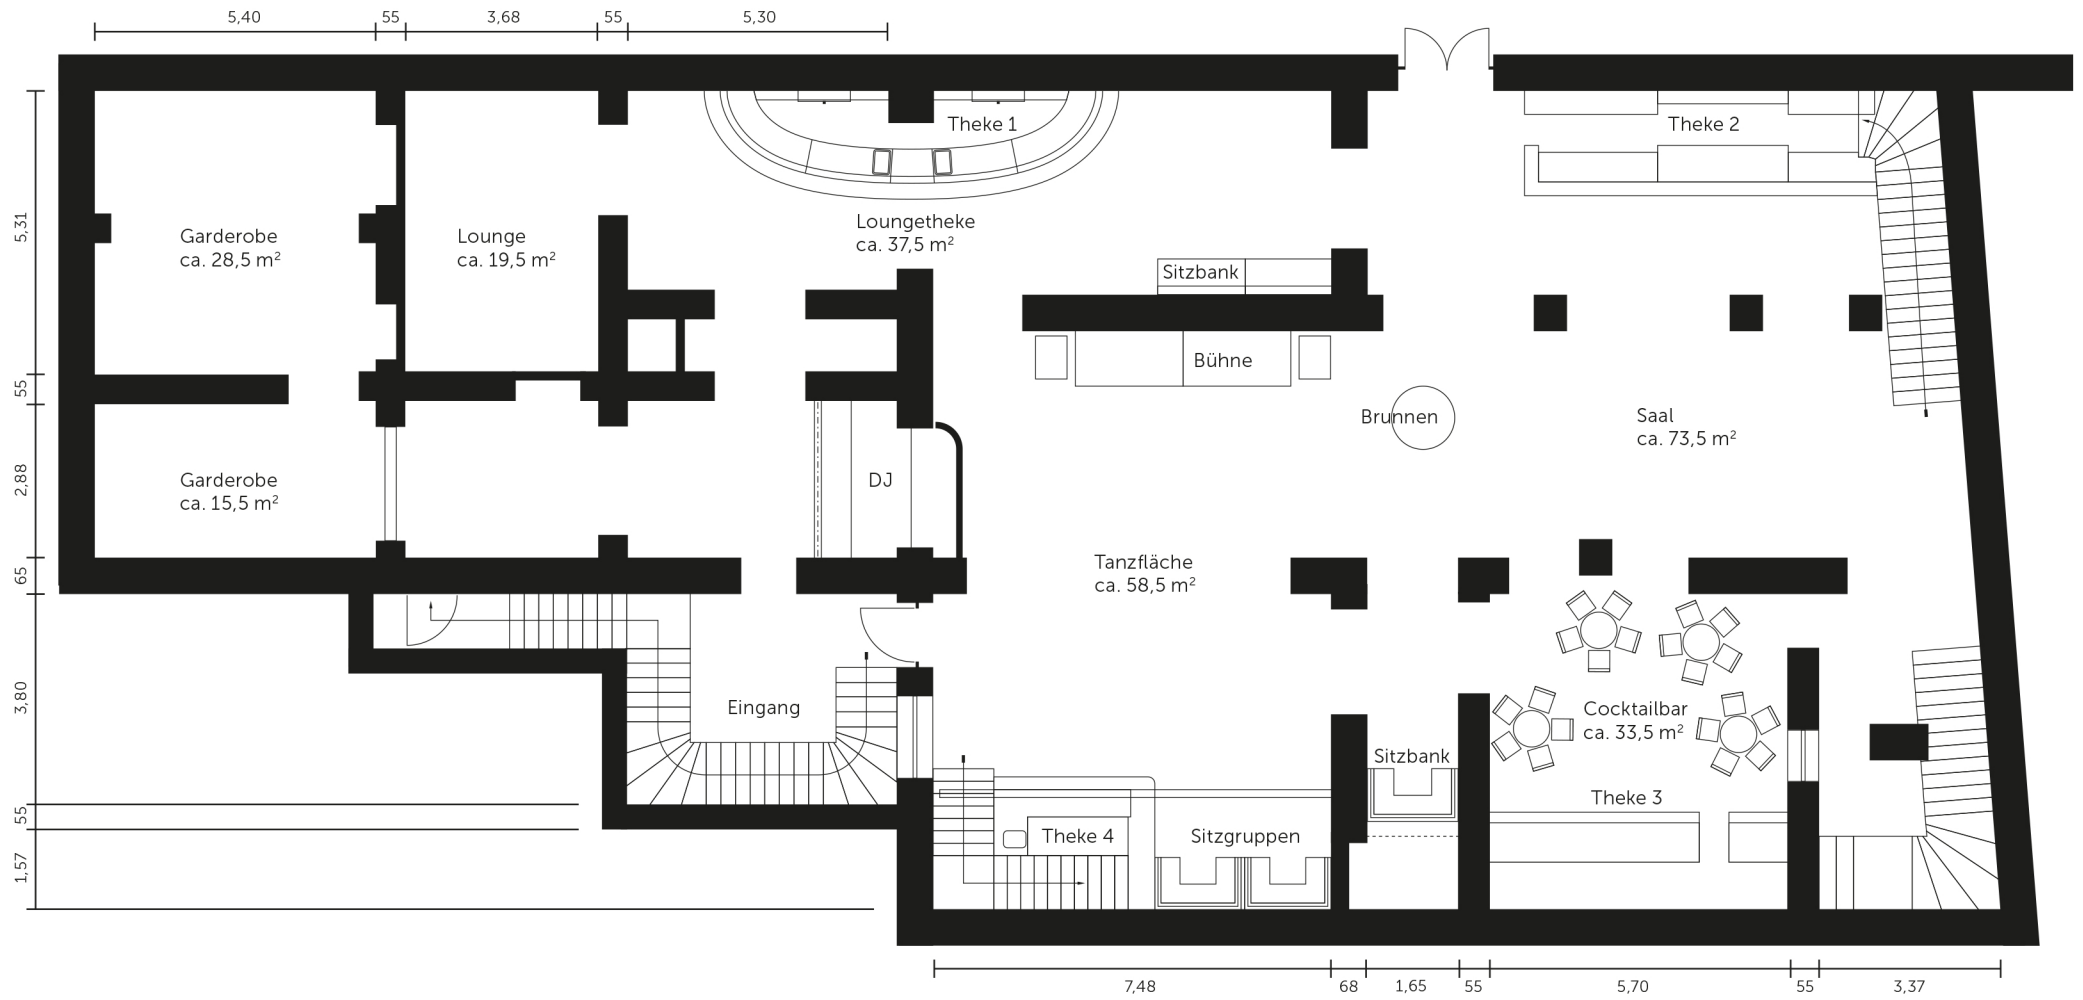 5,40
55
3,68
55
5,30
5,31
55
2,88
65
3,80
55
1,57
Theke 1
Theke 2
Garderobe
ca. 28,5 m²
Lounge
ca. 19,5 m²
Loungetheke
ca. 37,5 m²
Sitzbank
Bühne
Brunnen
Saal
ca. 73,5 m²
Garderobe
ca. 15,5 m²
DJ
Tanzfläche
ca. 58,5 m²
Eingang
Cocktailbar
ca. 33,5 m²
Sitzbank
Theke 3
Theke 4
Sitzgruppen
7,48
68
1,65
55
5,70
55
3,37